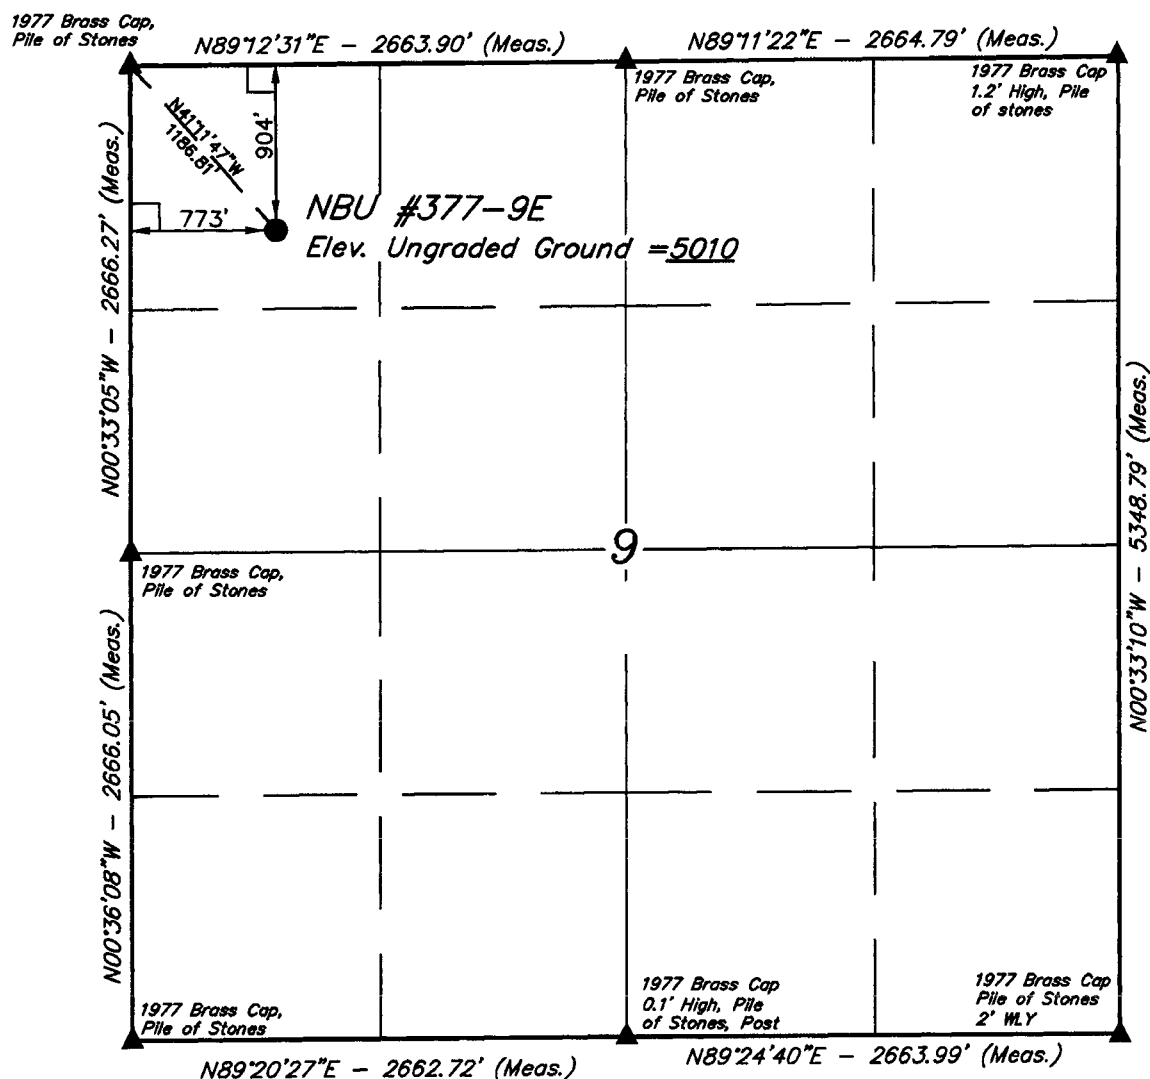 1977 Brass Cap,
Pile of Stones
N89°12'31"E - 2663.90' (Meas.)
N89°11'22"E - 2664.79' (Meas.)
1977 Brass Cap,
Pile of Stones
1977 Brass Cap
1.2' High, Pile
of stones
N41°11'47"W
1186.81'
904'
773'
NBU #377-9E
Elev. Ungraded Ground = 5010
N00°33'05"W - 2666.27' (Meas.)
9
1977 Brass Cap,
Pile of Stones
N00°33'10"W - 5348.79' (Meas.)
N00°36'08"W - 2666.05' (Meas.)
1977 Brass Cap,
Pile of Stones
1977 Brass Cap
0.1' High, Pile
of Stones, Post
1977 Brass Cap
Pile of Stones
2' WLY
N89°20'27"E - 2662.72' (Meas.)
N89°24'40"E - 2663.99' (Meas.)